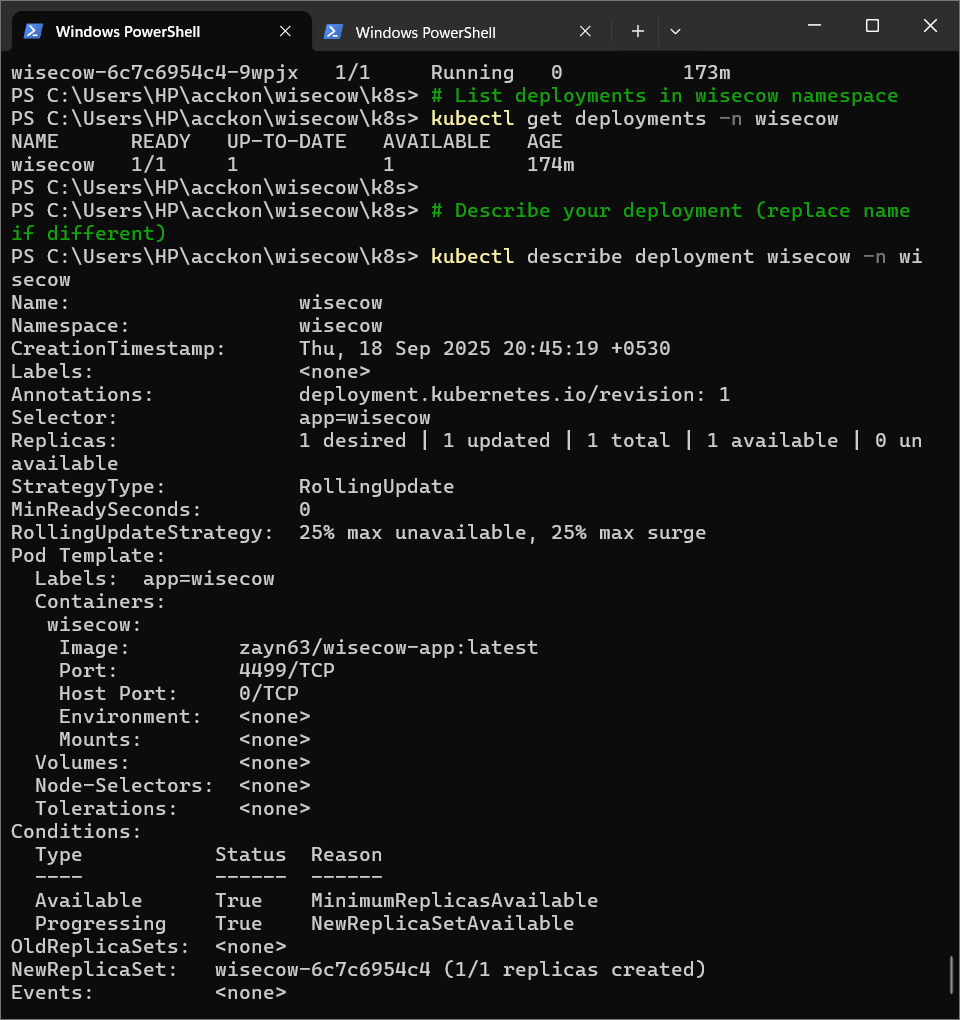 Windows PowerShell
Windows PowerShell
wisecow-6c7c6954c4-9wpjx   1/1     Running   0          173m
PS C:\Users\HP\acckon\wisecow\k8s> # List deployments in wisecow namespace
PS C:\Users\HP\acckon\wisecow\k8s> kubectl get deployments -n wisecow
NAME      READY   UP-TO-DATE   AVAILABLE   AGE
wisecow   1/1     1            1           174m
PS C:\Users\HP\acckon\wisecow\k8s>
PS C:\Users\HP\acckon\wisecow\k8s> # Describe your deployment (replace name
if different)
PS C:\Users\HP\acckon\wisecow\k8s> kubectl describe deployment wisecow -n wi
secow
Name:                   wisecow
Namespace:              wisecow
CreationTimestamp:      Thu, 18 Sep 2025 20:45:19 +0530
Labels:                 <none>
Annotations:            deployment.kubernetes.io/revision: 1
Selector:               app=wisecow
Replicas:               1 desired | 1 updated | 1 total | 1 available | 0 un
available
StrategyType:           RollingUpdate
MinReadySeconds:        0
RollingUpdateStrategy:  25% max unavailable, 25% max surge
Pod Template:
  Labels:  app=wisecow
  Containers:
   wisecow:
    Image:         zayn63/wisecow-app:latest
    Port:          4499/TCP
    Host Port:     0/TCP
    Environment:   <none>
    Mounts:        <none>
  Volumes:         <none>
  Node-Selectors:  <none>
  Tolerations:     <none>
Conditions:
  Type           Status  Reason
  ----           ------  ------
  Available      True    MinimumReplicasAvailable
  Progressing    True    NewReplicaSetAvailable
OldReplicaSets:  <none>
NewReplicaSet:   wisecow-6c7c6954c4 (1/1 replicas created)
Events:          <none>